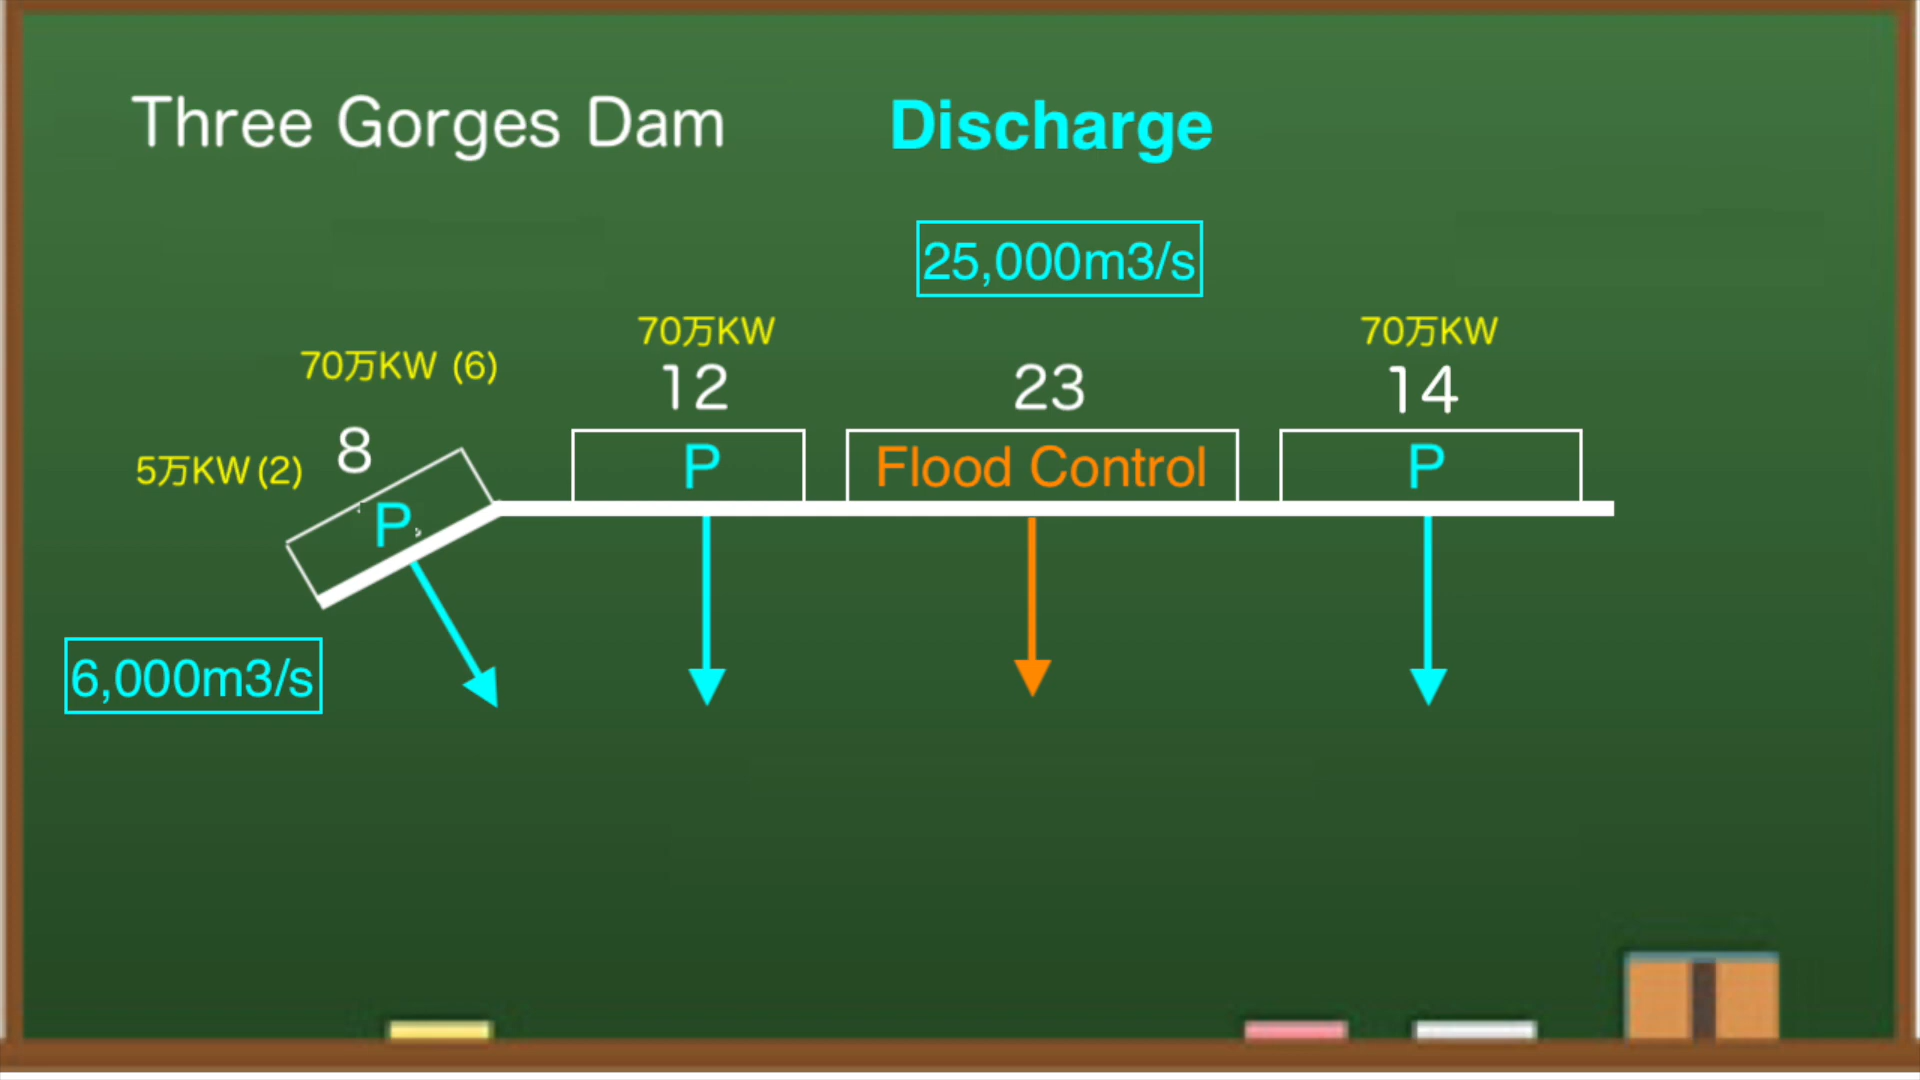 Three Gorges Dam
Discharge
25,000m3/s
70万KW
70万KW
70万KW (6)
12
23
14
8
5万KW(2)
P
Flood Control
P
P
6,000m3/s